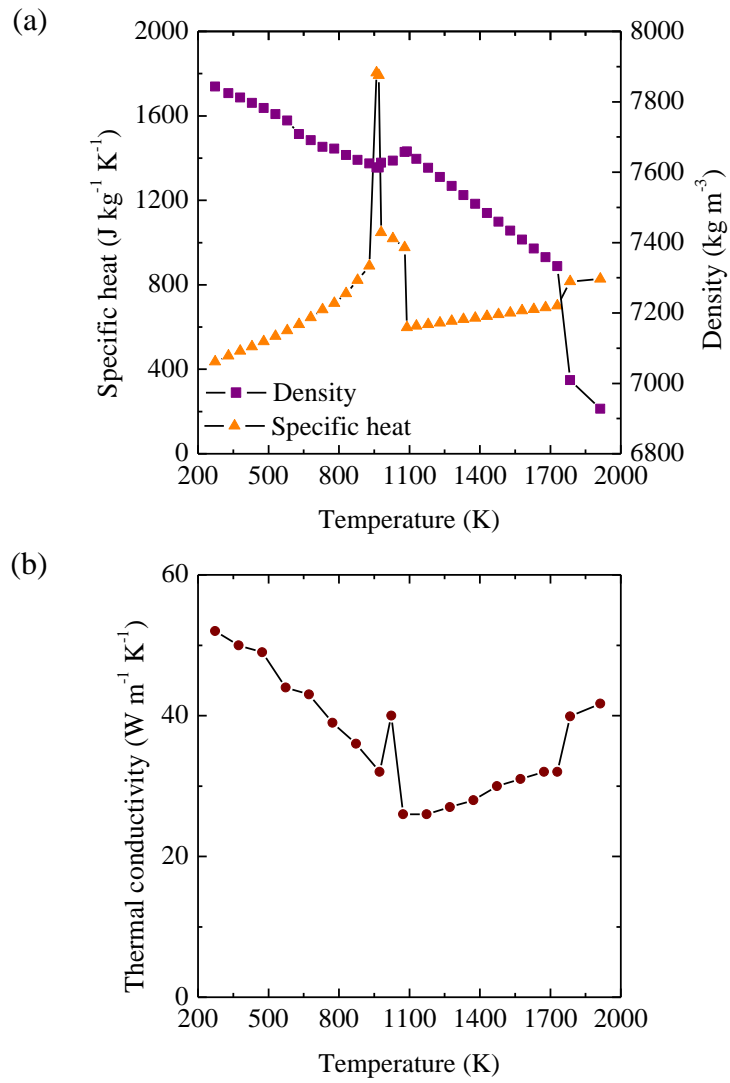 (a)
2000
1600
1200
800
400
0
Specific heat (J kg⁻¹ K⁻¹)
8000
7800
7600
7400
7200
7000
6800
Density (kg m⁻³)
Density
Specific heat
200 500 800 1100 1400 1700 2000
Temperature (K)
(b)
60
40
20
0
Thermal conductivity (W m⁻¹ K⁻¹)
200 500 800 1100 1400 1700 2000
Temperature (K)